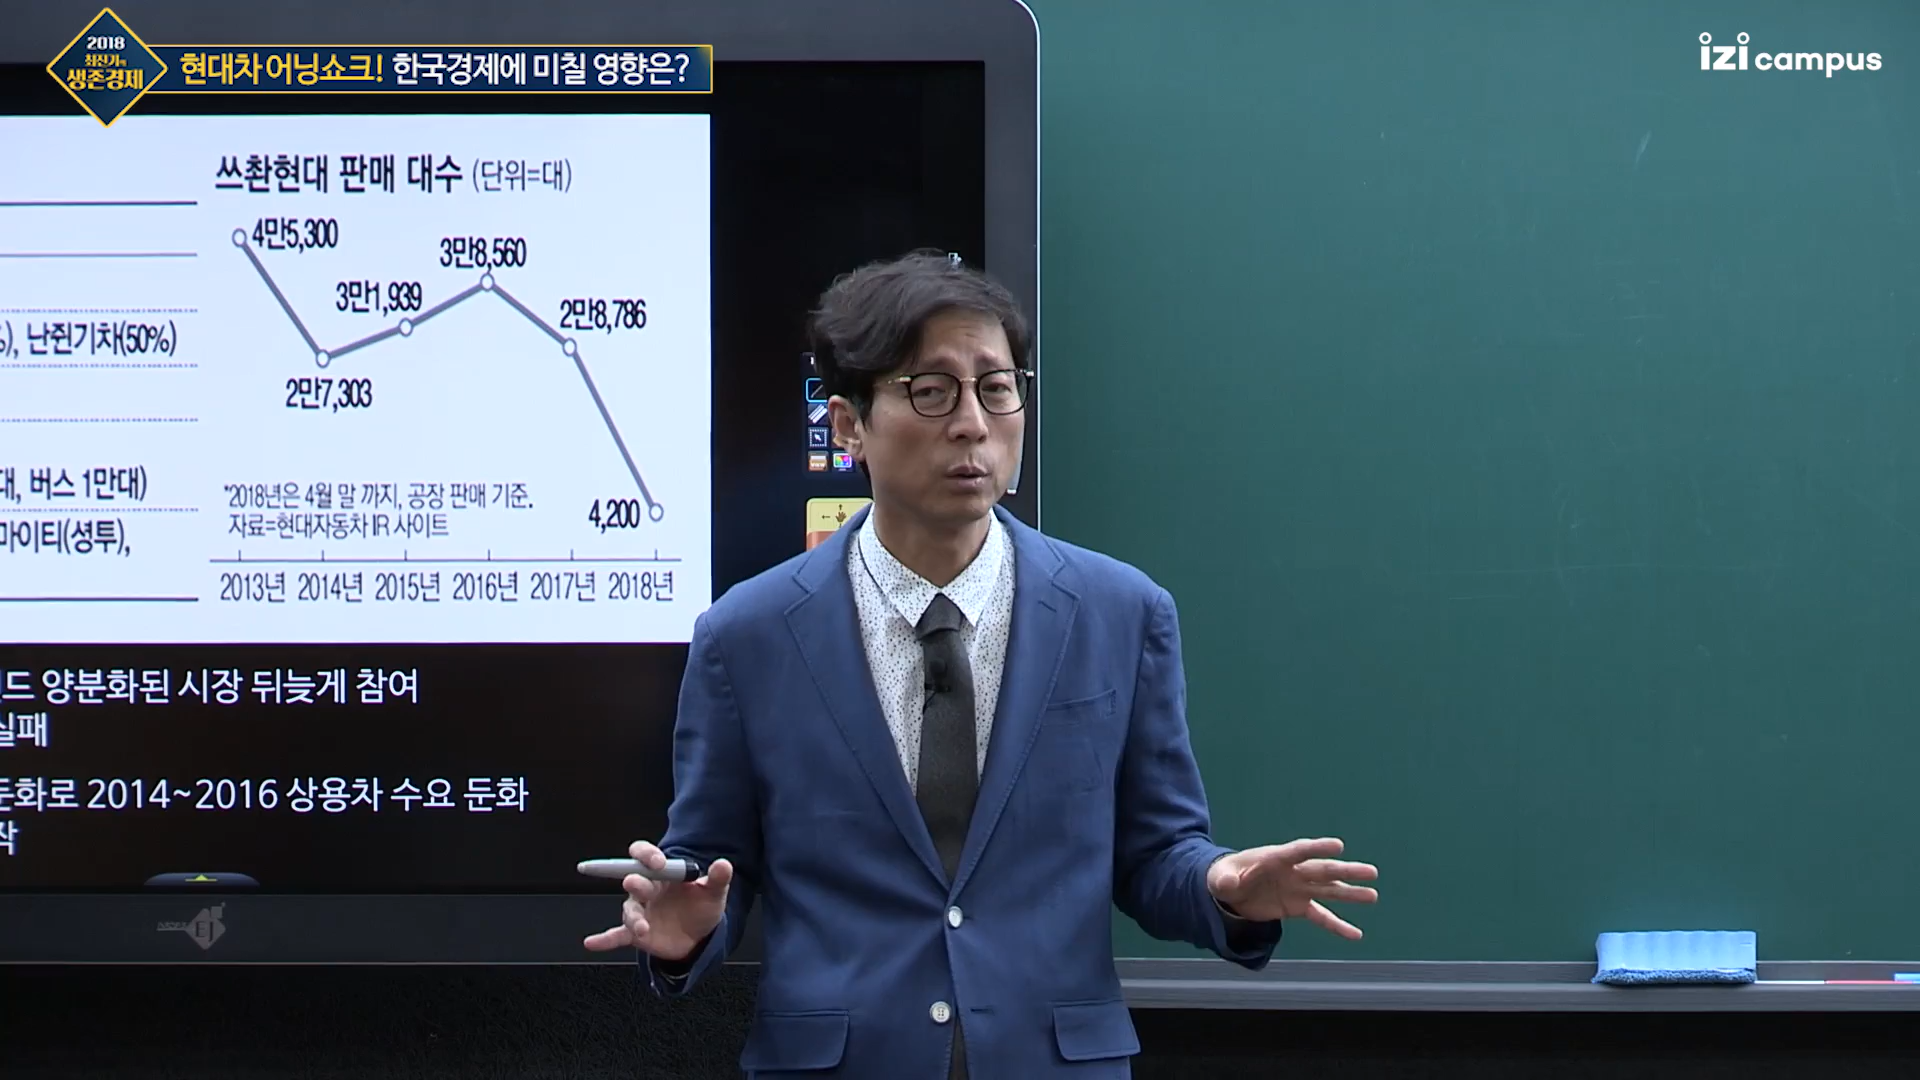 2018
최진기의
생존경제
현대차 어닝쇼크! 한국경제에 미칠 영향은?
izi campus
쓰촨현대 판매 대수 (단위=대)
4만5,300
3만8,560
3만1,939
2만8,786
), 난쥔기차(50%)
2만7,303
대, 버스 1만대)
*2018년은 4월 말 까지, 공장 판매 기준.
4,200
마이티(성투),
자료=현대자동차 IR 사이트
2013년 2014년 2015년 2016년 2017년 2018년
드 양분화된 시장 뒤늦게 참여
실패
둔화로 2014~2016 상용차 수요 둔화
작
EJ